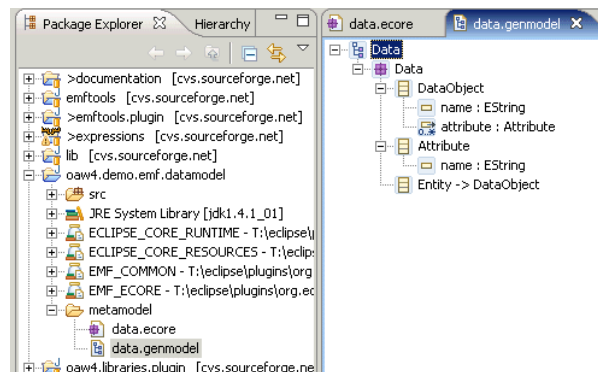 Package Explorer
Hierarchy
>documentation [cvs.sourceforge.net]
emftools [cvs.sourceforge.net]
>emftools.plugin [cvs.sourceforge.net]
>expressions [cvs.sourceforge.net]
lib [cvs.sourceforge.net]
oaw4.demo.emf.datamodel
src
JRE System Library [jdk1.4.1_01]
ECLIPSE_CORE_RUNTIME - T:\eclipse\
ECLIPSE_CORE_RESOURCES - T:\eclips
EMF_COMMON - T:\eclipse\plugins\org
EMF_ECORE - T:\eclipse\plugins\org.ec
metamodel
data.ecore
data.genmodel
oaw4.libraries.plugin [cvs.sourceforge.ne
data.ecore
data.genmodel
Data
Data
DataObject
name : EString
0..* attribute : Attribute
Attribute
name : EString
Entity -> DataObject